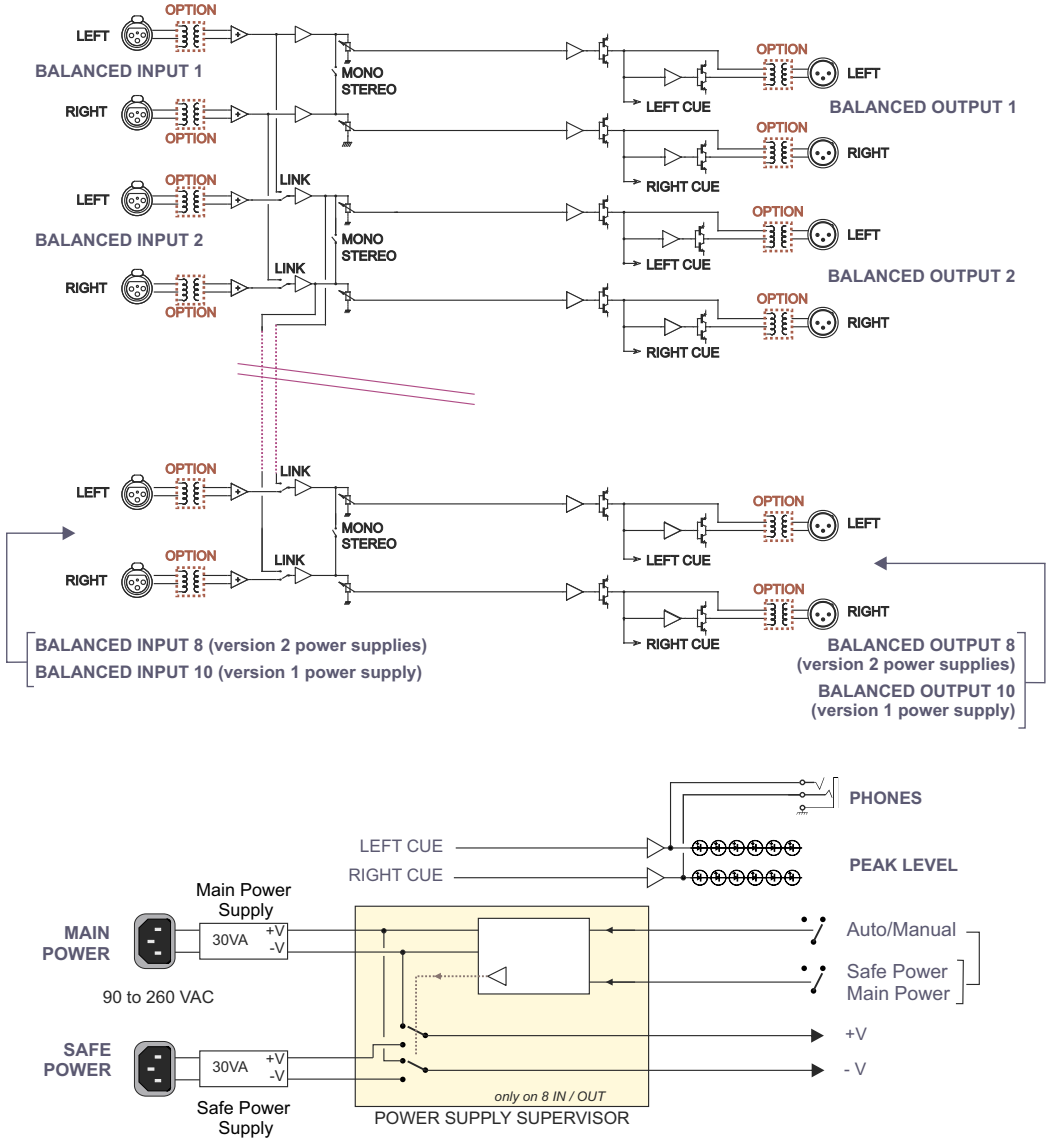 OPTION
LEFT
BALANCED INPUT 1
MONO
STEREO
RIGHT
OPTION
OPTION
LEFT
LEFT CUE
BALANCED OUTPUT 1
OPTION
RIGHT
RIGHT CUE
OPTION
LEFT
LINK
BALANCED INPUT 2
MONO
STEREO
RIGHT
LINK
OPTION
OPTION
LEFT
LEFT CUE
BALANCED OUTPUT 2
OPTION
RIGHT
RIGHT CUE
OPTION
LEFT
LINK
MONO
STEREO
OPTION
RIGHT
LINK
OPTION
LEFT
LEFT CUE
OPTION
RIGHT
RIGHT CUE
BALANCED INPUT 8 (version 2 power supplies)
BALANCED INPUT 10 (version 1 power supply)
BALANCED OUTPUT 8
(version 2 power supplies)
BALANCED OUTPUT 10
(version 1 power supply)
PHONES
LEFT CUE
RIGHT CUE
PEAK LEVEL
Main Power
Supply
MAIN
POWER
30VA
+V
-V
90 to 260 VAC
Auto/Manual
Safe Power
Main Power
+V
- V
SAFE
POWER
30VA
+V
-V
Safe Power
Supply
only on 8 IN / OUT
POWER SUPPLY SUPERVISOR